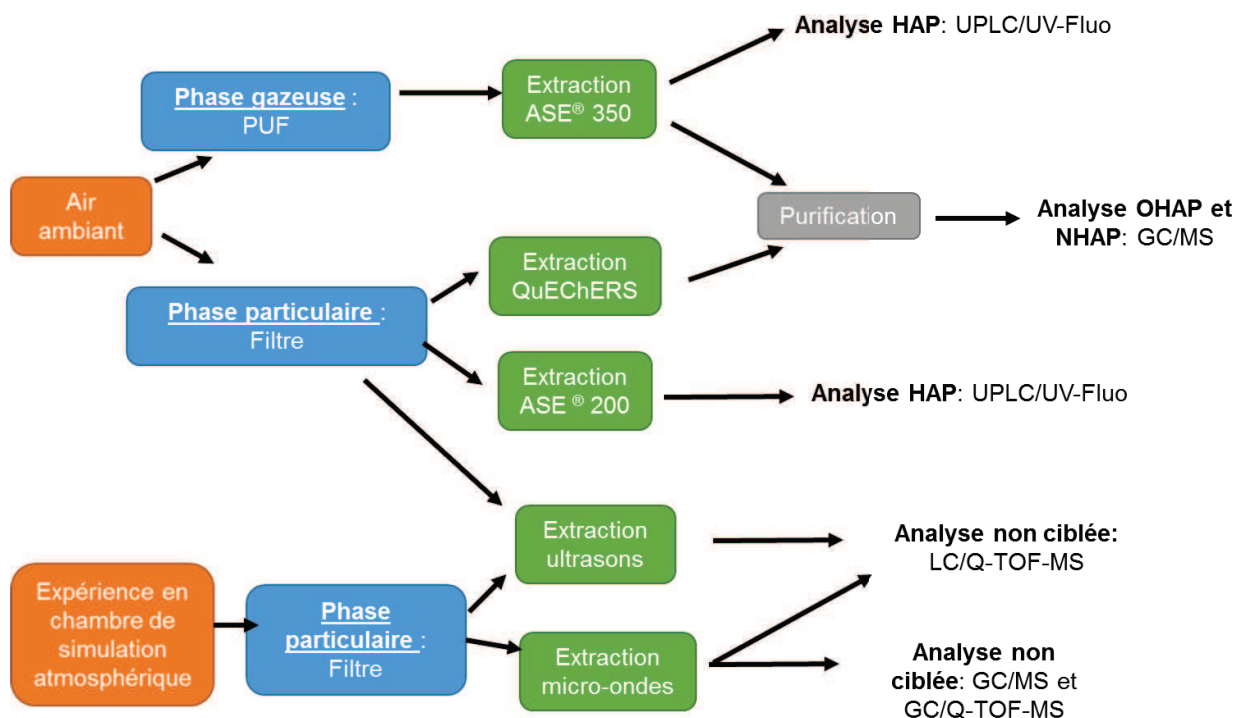 Analyse HAP: UPLC/UV-Fluo
Phase gazeuse :
PUF
Extraction
ASE® 350
Air
ambiant
Purification
Analyse OHAP et
NHAP: GC/MS
Extraction
QuEChERS
Phase particulaire :
Filtre
Extraction
ASE ® 200
Analyse HAP: UPLC/UV-Fluo
Extraction
ultrasons
Analyse non ciblée:
LC/Q-TOF-MS
Expérience en
chambre de
simulation
atmosphérique
Phase
particulaire :
Filtre
Extraction
micro-ondes
Analyse non
ciblée: GC/MS et
GC/Q-TOF-MS